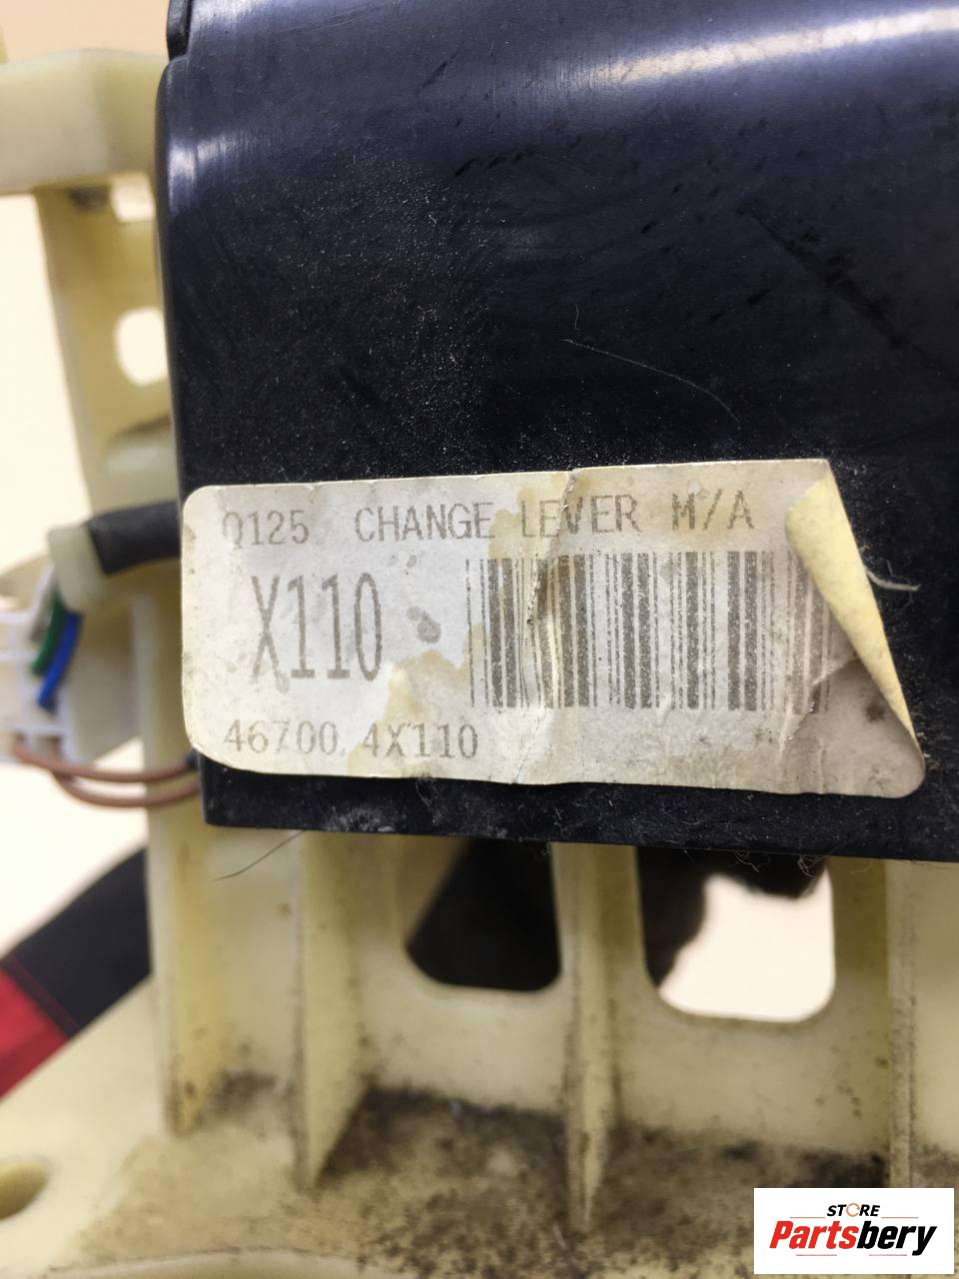 Q125 CHANGE LEVER M/A
X110
46700 4X110
STORE
Partsbery